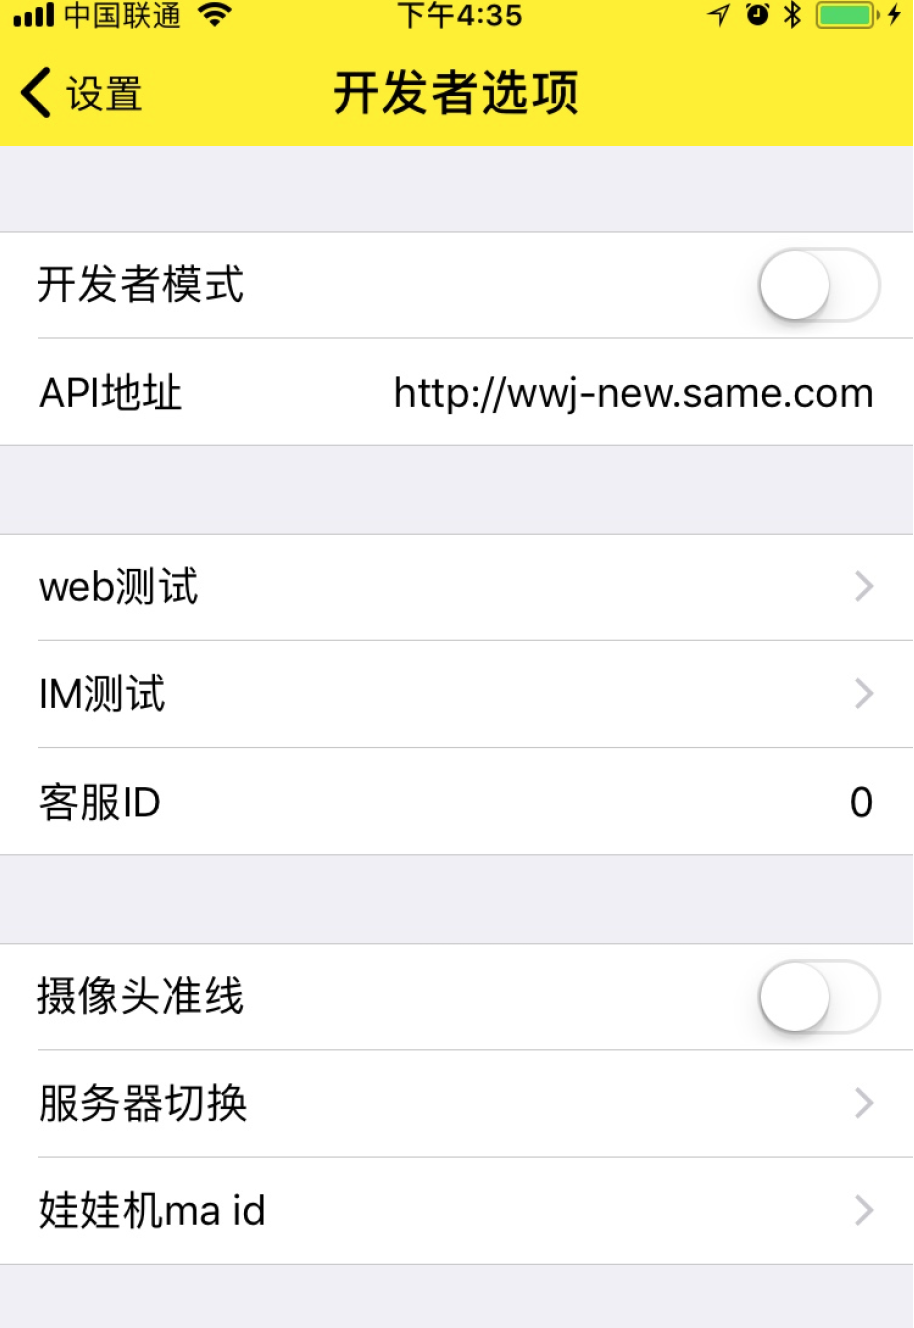 中国联通 下午4:35
设置 开发者选项
开发者模式
API地址 http://wwj-new.same.com
web测试
IM测试
客服ID 0
摄像头准线
服务器切换
娃娃机ma id